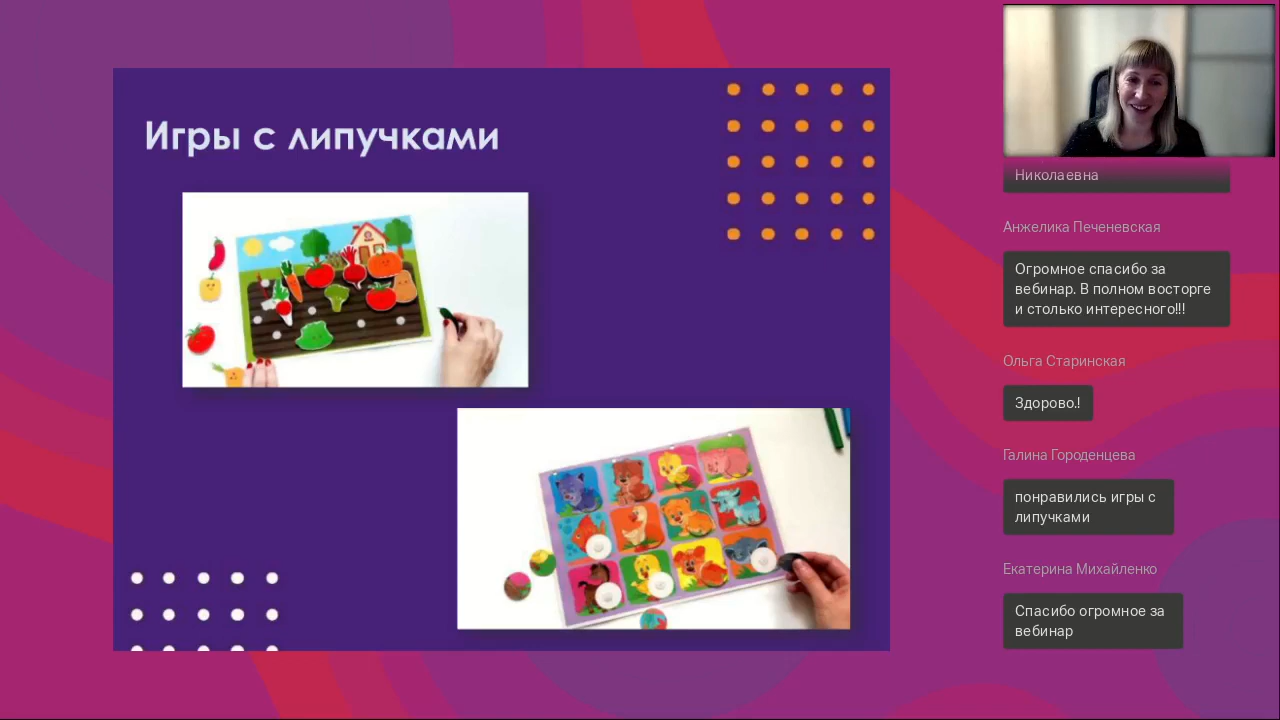 Игры с липучками
Николаевна
Анжелика Печеневская
Огромное спасибо за
вебинар. В полном восторге
и столько интересного!!!
Ольга Старинская
Здорово.!
Галина Городенцева
понравились игры с
липучками
Екатерина Михайленко
Спасибо огромное за
вебинар